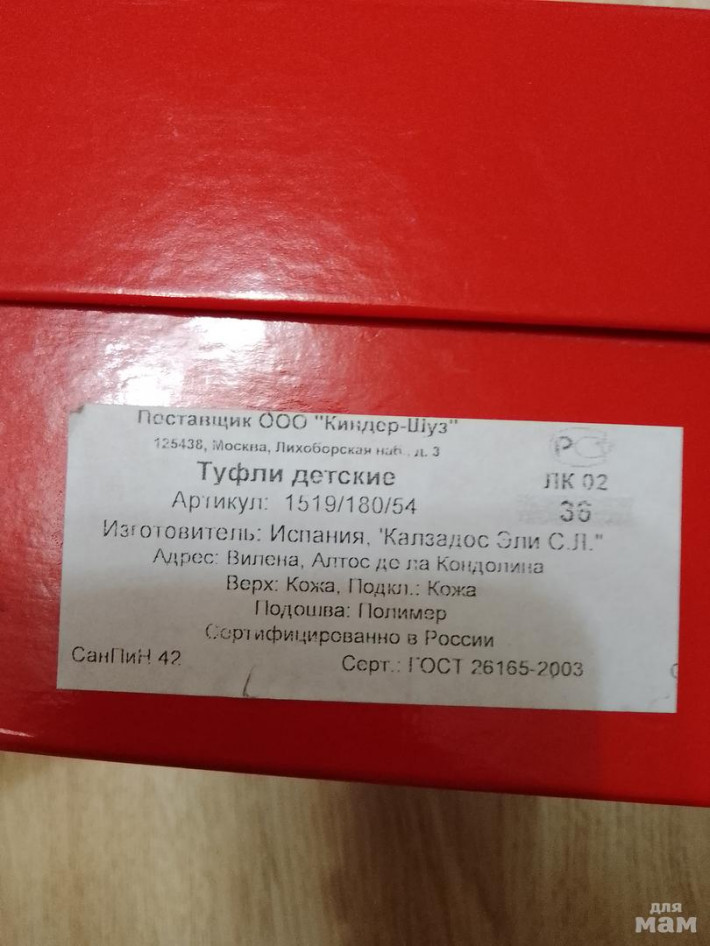 Поставщик ООО "Киндер-Шуз"
125438, Москва, Лихоборская наб., д. 3
РС
Туфли детские ЛК 02
Артикул: 1519/180/54 36
Изготовитель: Испания, 'Калзадос Эли С.Л."
Адрес: Вилена, Алтос де ла Кондолина
Верх: Кожа, Подкл.: Кожа
Подошва: Полимер
Сертифицированно в России
СанПиН 42 Серт.: ГОСТ 26165-2003
для
мам